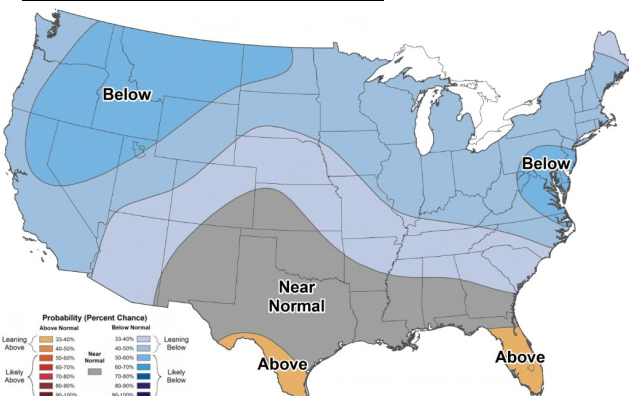 Below
Below
Near
Normal
Above
Above
Probability (Percent Chance)
Above Normal
Below Normal
Leaning
Above
33-40%
40-50%
Likely
Above
50-60%
60-70%
70-80%
80-90%
90-100%
Near
Normal
33-40%
40-50%
Leaning
Below
50-60%
60-70%
70-80%
80-90%
90-100%
Likely
Below